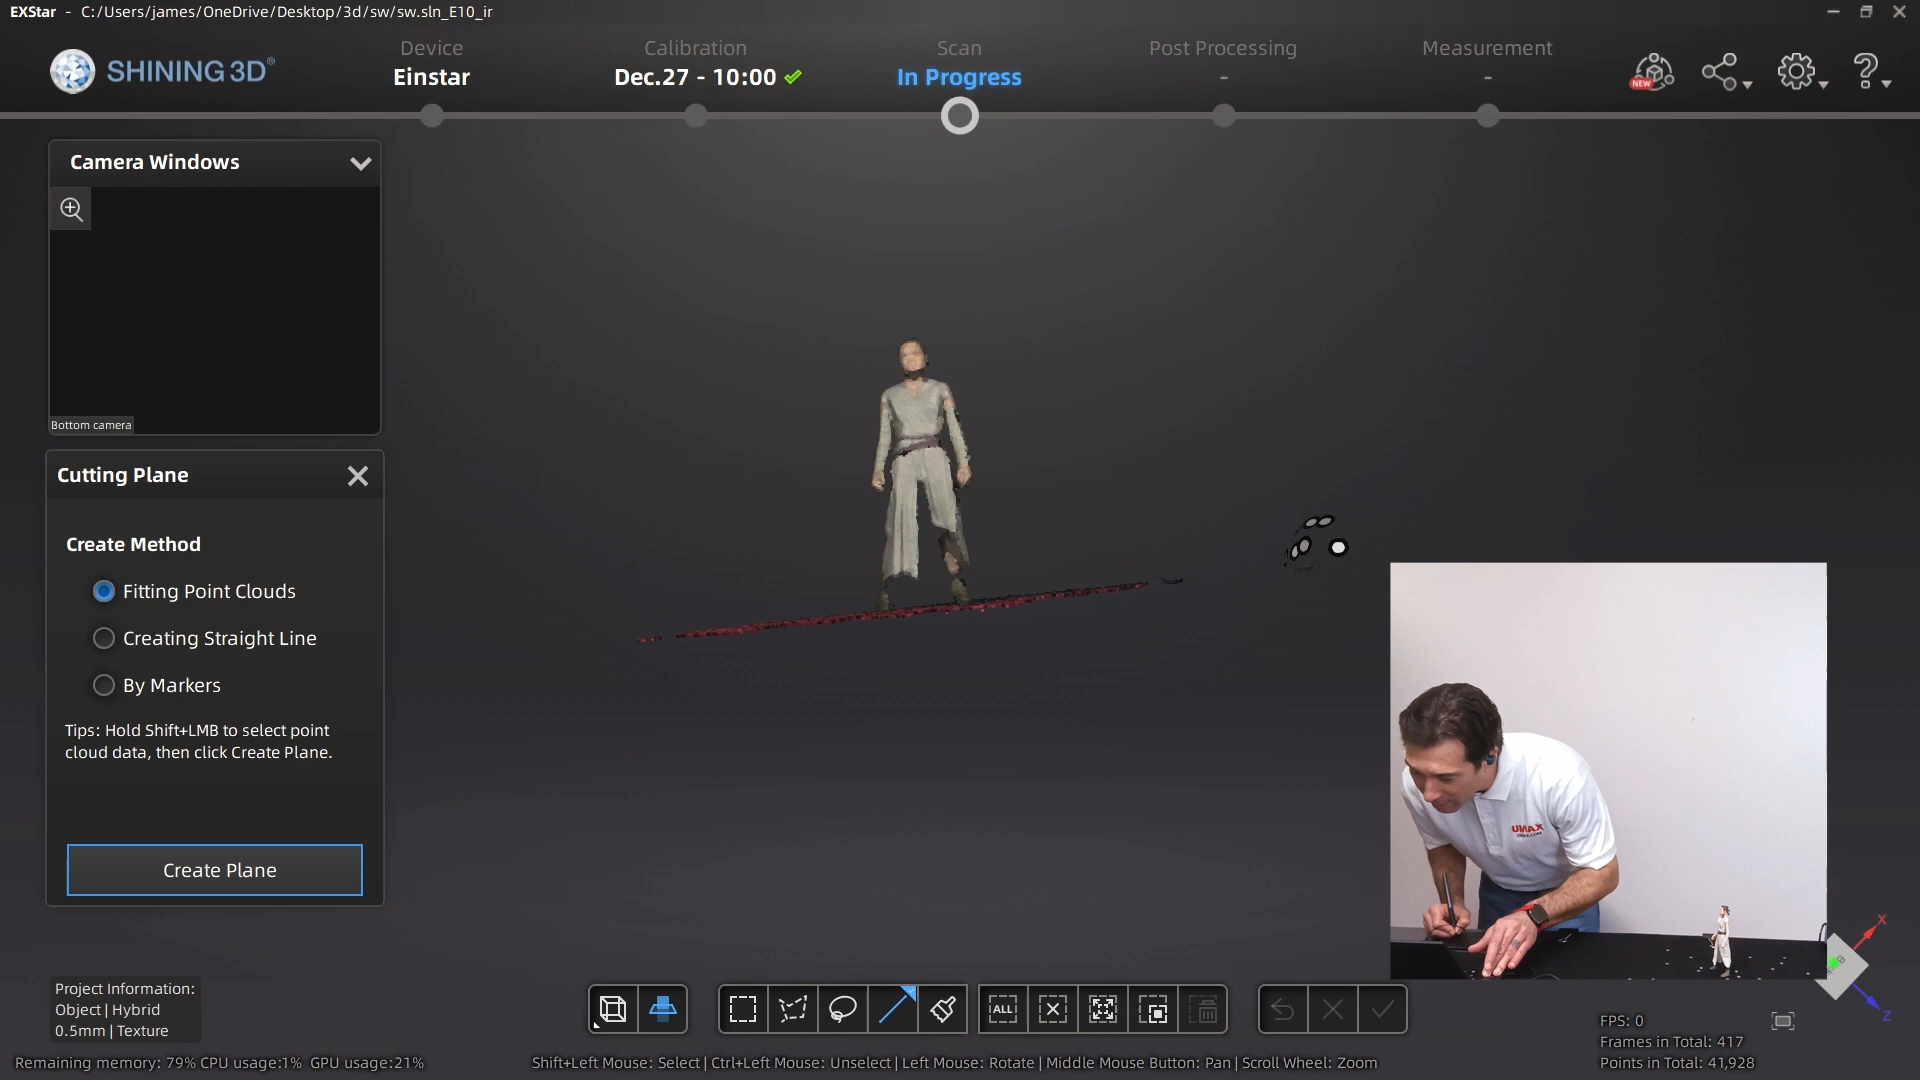 EXStar - C:/Users/james/OneDrive/Desktop/3d/sw/sw.sln_E10_ir
SHINING 3D®
Device
Einstar
Calibration
Dec.27 - 10:00
Scan
In Progress
Post Processing
-
Measurement
-
NEW
Camera Windows
Bottom camera
Cutting Plane
Create Method
Fitting Point Clouds
Creating Straight Line
By Markers
Tips: Hold Shift+LMB to select point
cloud data, then click Create Plane.
Create Plane
UMAX
UMAX.COM
X
Z
Project Information:
Object | Hybrid
0.5mm | Texture
ALL
FPS: 0
Frames in Total: 417
Points in Total: 41,928
Remaining memory: 79% CPU usage:1% GPU usage:21%
Shift+Left Mouse: Select | Ctrl+Left Mouse: Unselect | Left Mouse: Rotate | Middle Mouse Button: Pan | Scroll Wheel: Zoom